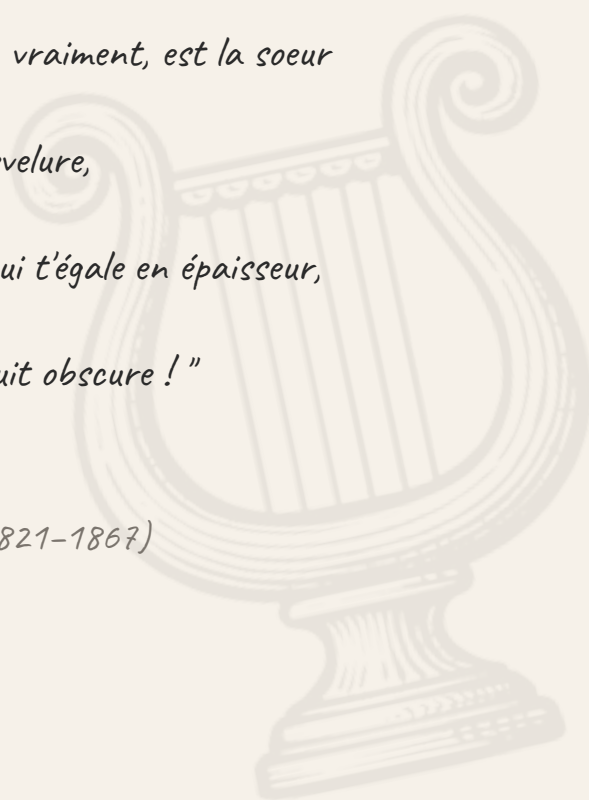 vraiment, est la soeur
velure,
ui t'égale en épaisseur,
uit obscure ! "
821–1867)